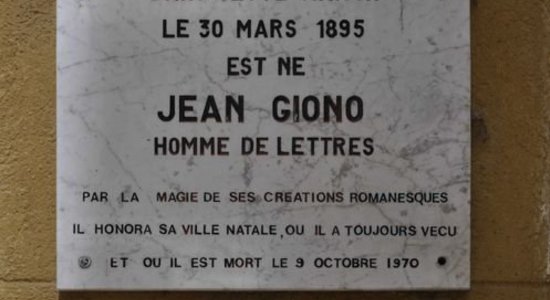 LE 30 MARS 1895
EST NE
JEAN GIONO
HOMME DE LETTRES
PAR LA MAGIE DE SES CREATIONS ROMANESQUES
IL HONORA SA VILLE NATALE, OU IL A TOUJOURS VECU
ET OU IL EST MORT LE 9 OCTOBRE 1970